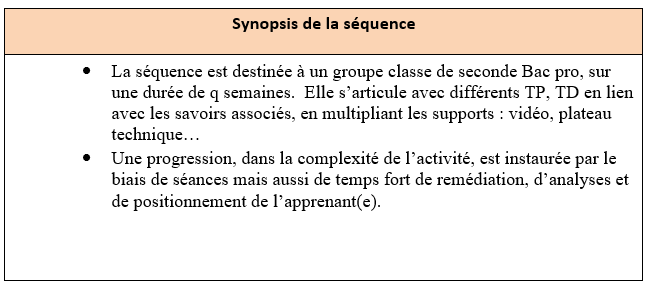 Synopsis de la séquence
• La séquence est destinée à un groupe classe de seconde Bac pro, sur
une durée de q semaines.  Elle s’articule avec différents TP, TD en lien
avec les savoirs associés, en multipliant les supports : vidéo, plateau
technique…
• Une progression, dans la complexité de l’activité, est instaurée par le
biais de séances mais aussi de temps fort de remédiation, d’analyses et
de positionnement de l’apprenant(e).